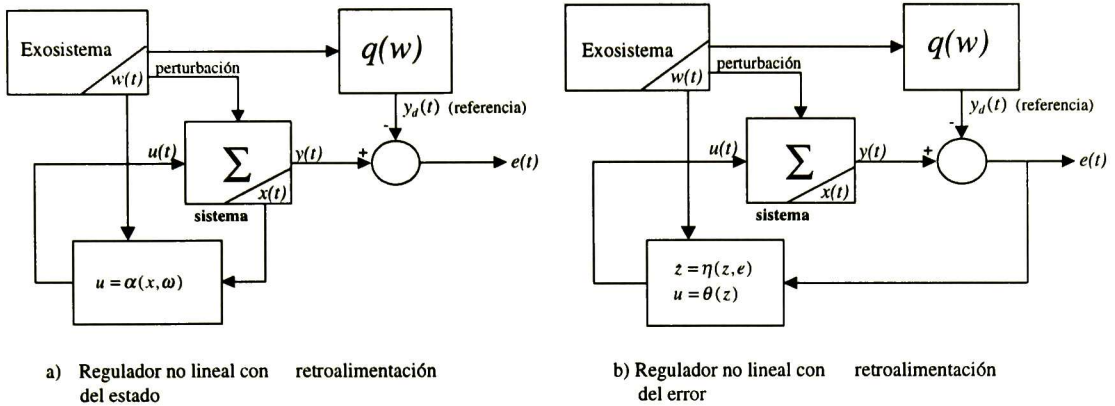 Exosistema
w(t)
perturbación
q(w)
y_d(t) (referencia)
-
u(t)
Σ
y(t)
+
e(t)
x(t)
sistema
u = α(x,ω)
a) Regulador no lineal con retroalimentación
del estado
Exosistema
w(t)
perturbación
q(w)
y_d(t) (referencia)
-
u(t)
Σ
y(t)
+
e(t)
x(t)
sistema
ż = η(z,e)
u = θ(z)
b) Regulador no lineal con retroalimentación
del error